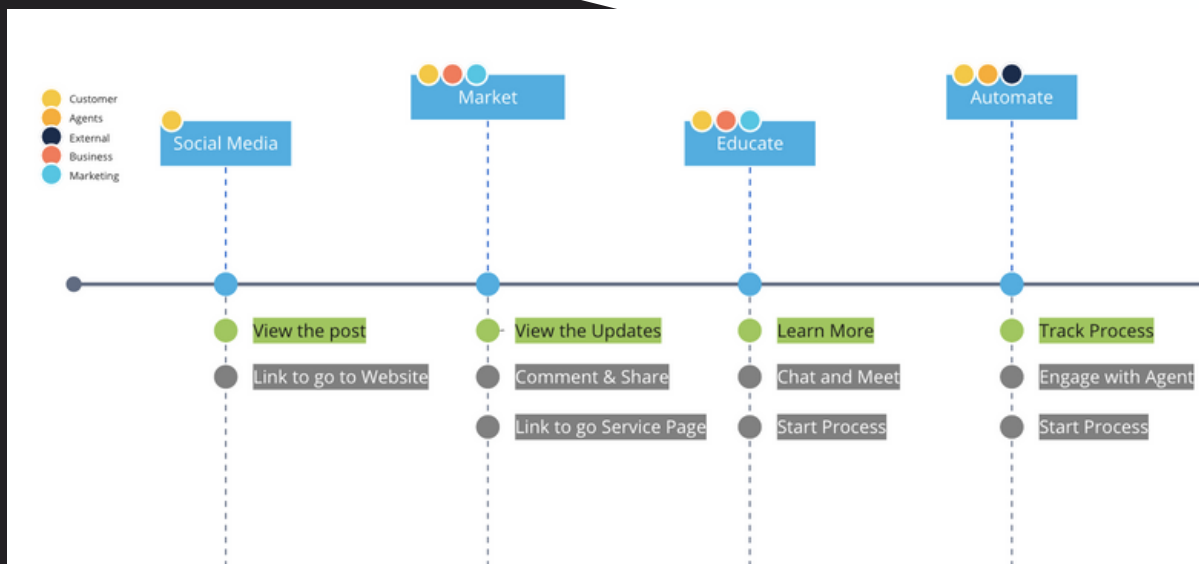 Customer
Agents
External
Business
Marketing
Social Media
Market
Educate
Automate
View the post
Link to go to Website
View the Updates
Comment & Share
Link to go Service Page
Learn More
Chat and Meet
Start Process
Track Process
Engage with Agent
Start Process